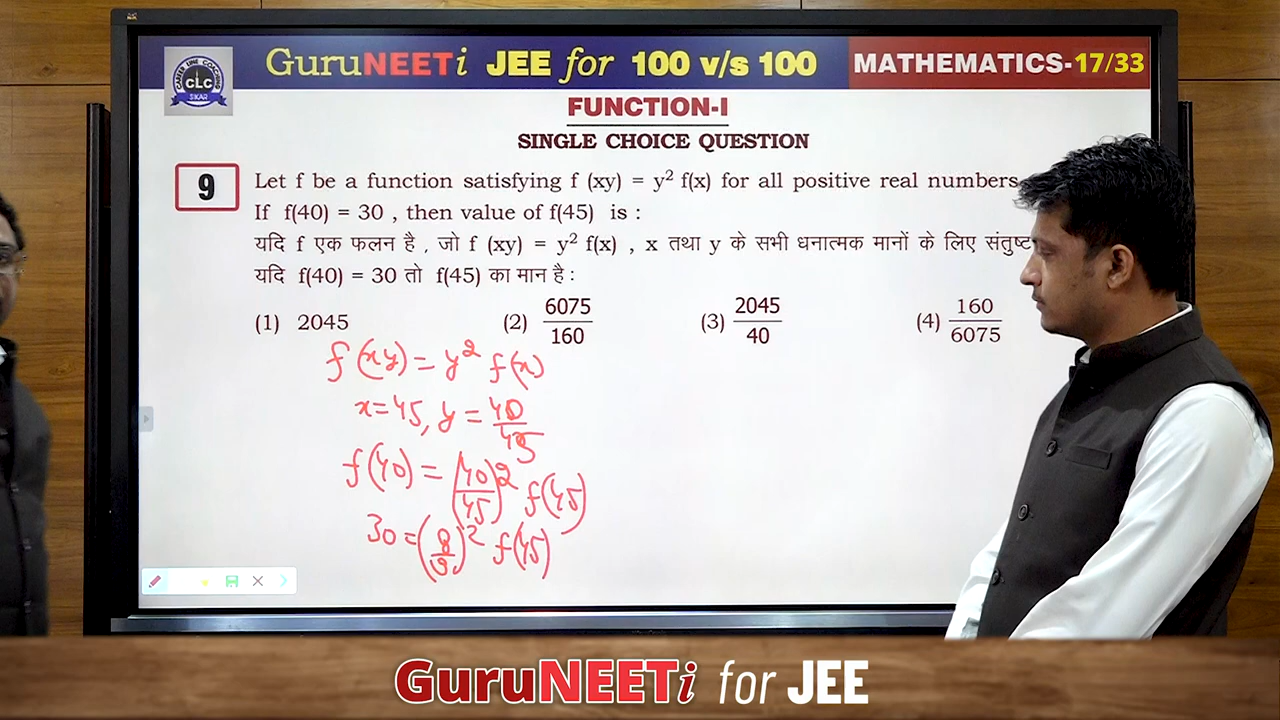 GuruNEETi JEE for 100 v/s 100
MATHEMATICS-17/33
CLC
SIKAR
FUNCTION-I
SINGLE CHOICE QUESTION
9
Let f be a function satisfying f (xy) = y² f(x) for all positive real numbers
If f(40) = 30 , then value of f(45) is :
यदि f एक फलन है , जो f (xy) = y² f(x) , x तथा y के सभी धनात्मक मानों के लिए संतुष्ट
यदि f(40) = 30 तो f(45) का मान है :
(1) 2045 (2) 6075/160 (3) 2045/40 (4) 160/6075
f(xy) = y² f(x)
x=45, y = 40/45
f(40) = (40/45)² f(45)
30 = (8/9)² f(45)
GuruNEETi for JEE